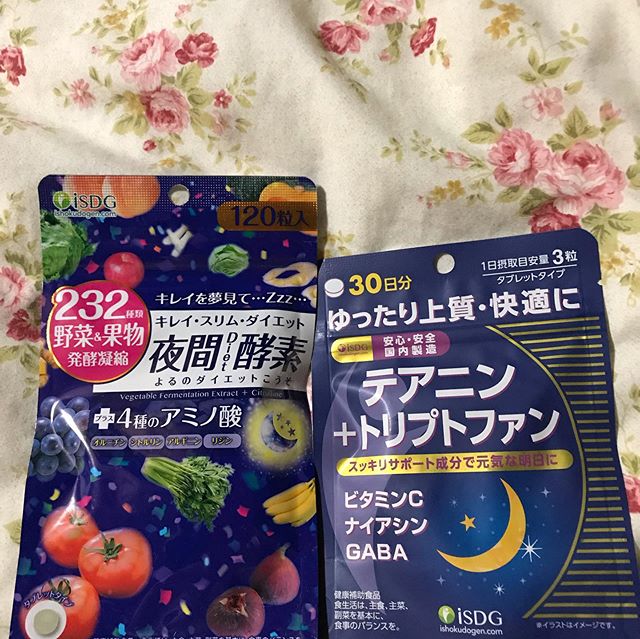 iSDG
ishokudogen.com
120粒入
232種類
野菜&果物
発酵凝縮
キレイを夢見て…Zzz…
キレイ・スリム・ダイエット
夜間Diet酵素
よるのダイエットこうそ
Vegetable Fermentation Extract + Citrulline
プラス4種のアミノ酸
オルニチン シトルリン アルギニン リジン
タブレットタイプ
30日分
1日摂取目安量3粒
タブレットタイプ
ゆったり上質・快適に
iSDG
安心・安全
国内製造
テアニン
+トリプトファン
スッキリサポート成分で元気な明日に
ビタミンC
ナイアシン
GABA
健康補助食品
食生活は、主食、主菜、
副菜を基本に、
食事のバランスを。
iSDG
ishokudogen.com
※イラストはイメージです。